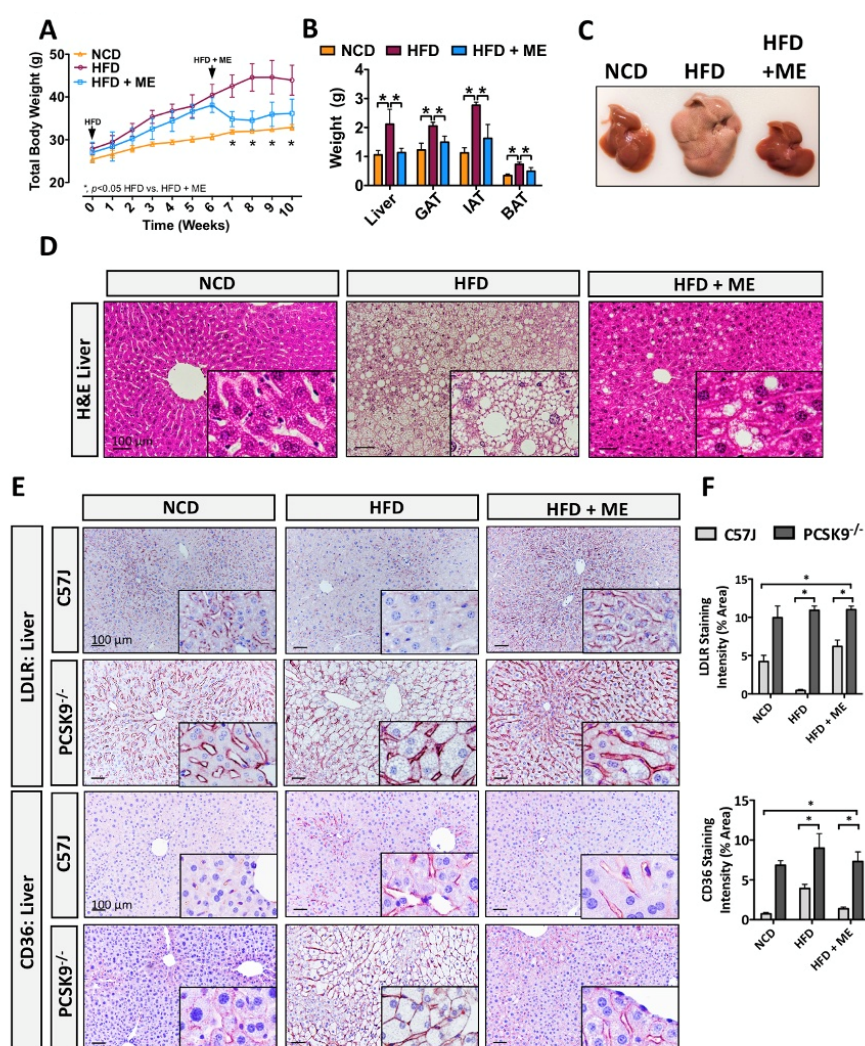 A
NCD
HFD
HFD + ME
HFD + ME
HFD
Total Body Weight (g)
50
40
30
20
* * * *
*, p<0.05 HFD vs. HFD + ME
0 1 2 3 4 5 6 7 8 9 10
Time (Weeks)
B
NCD HFD HFD + ME
Weight (g)
4
3
2
1
0
* * * * * * * *
Liver GAT IAT BAT
C
NCD HFD HFD
+ME
D
NCD HFD HFD + ME
H&E Liver
100 µm
E
NCD HFD HFD + ME
LDLR: Liver
C57J
100 µm
PCSK9-/-
CD36: Liver
C57J
100 µm
PCSK9-/-
F
C57J PCSK9-/-
LDLR Staining
Intensity (% Area)
15
10
5
0
*
* *
NCD HFD HFD + ME
CD36 Staining
Intensity (% Area)
15
10
5
0
*
* *
NCD HFD HFD + ME